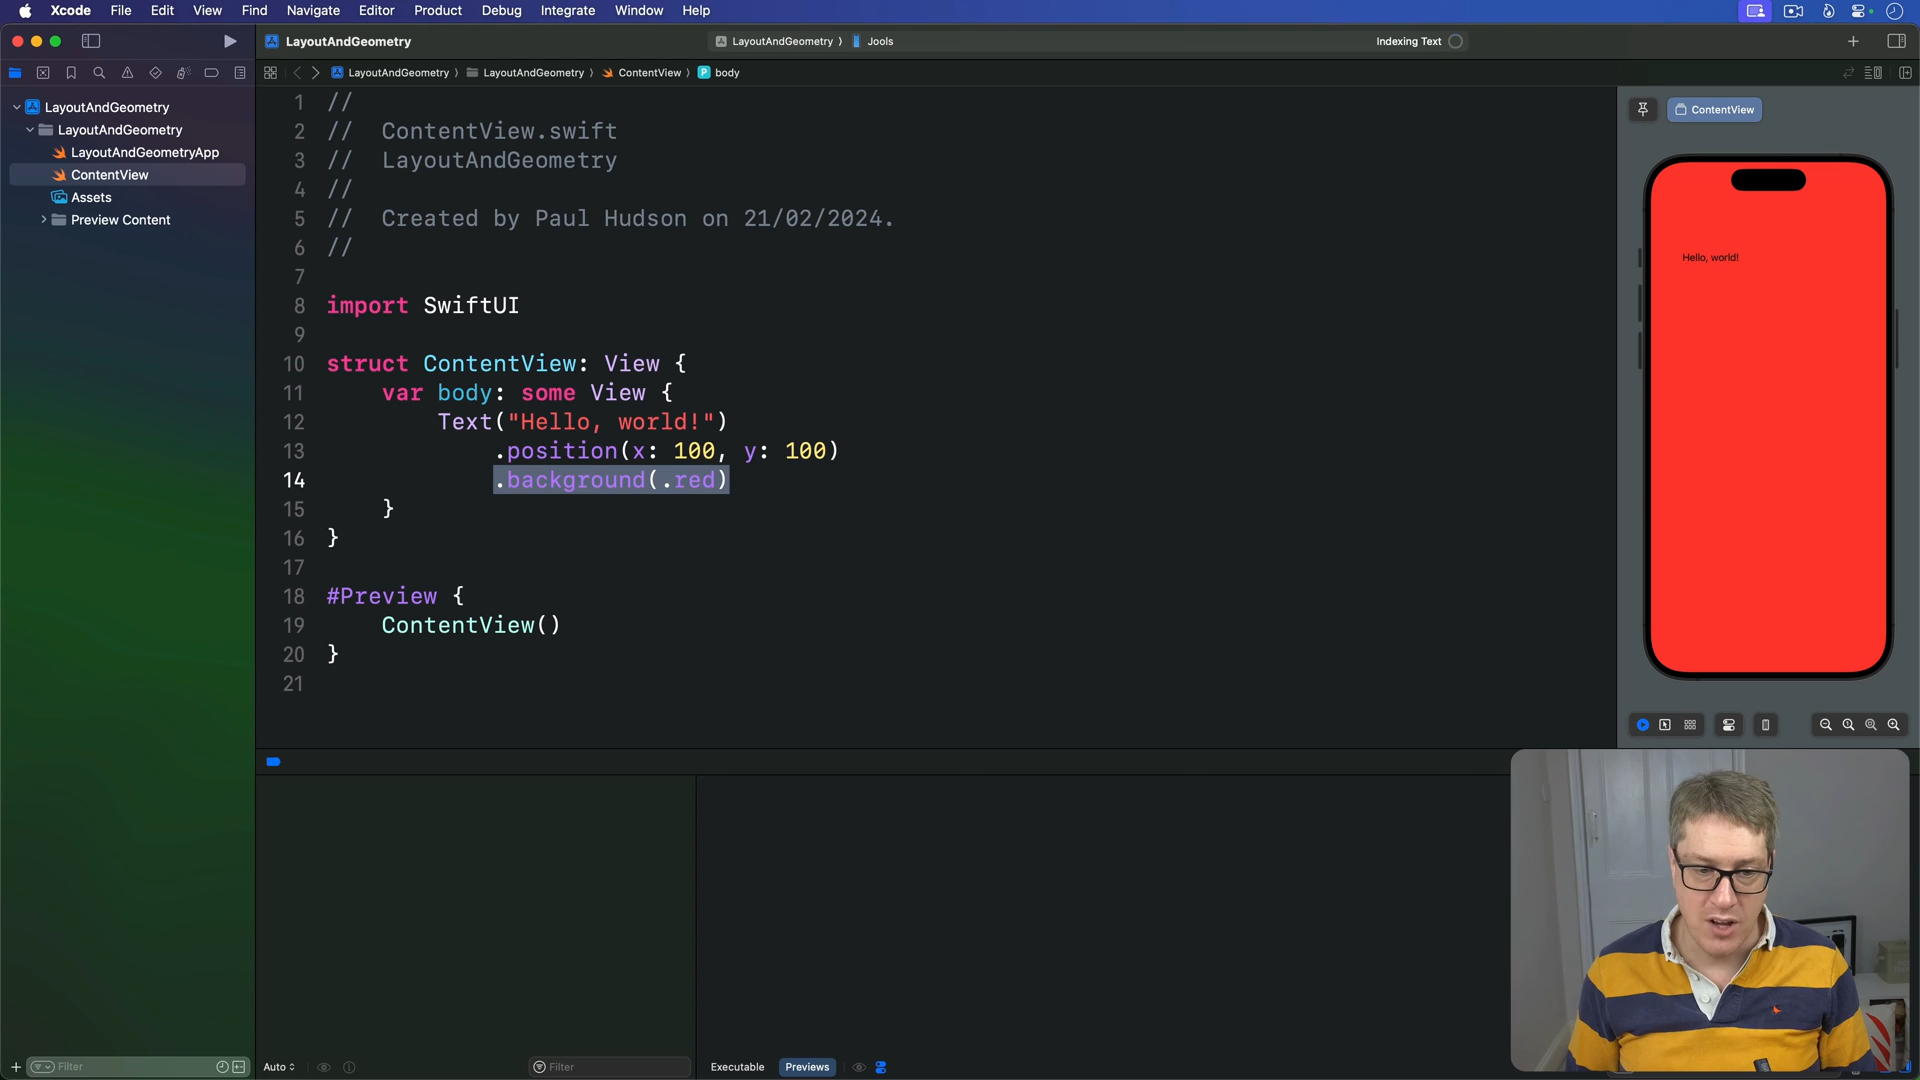 Xcode File Edit View Find Navigate Editor Product Debug Integrate Window Help
LayoutAndGeometry
LayoutAndGeometry 〉 Jools
Indexing Text
LayoutAndGeometry 〉 LayoutAndGeometry 〉 ContentView 〉 P body
LayoutAndGeometry
LayoutAndGeometry
LayoutAndGeometryApp
ContentView
Assets
Preview Content
1 //
2 // ContentView.swift
3 // LayoutAndGeometry
4 //
5 // Created by Paul Hudson on 21/02/2024.
6 //
7
8 import SwiftUI
9
10 struct ContentView: View {
11 var body: some View {
12 Text("Hello, world!")
13 .position(x: 100, y: 100)
14 .background(.red)
15 }
16 }
17
18 #Preview {
19 ContentView()
20 }
21
ContentView
Hello, world!
Filter
Auto
Filter
Executable Previews